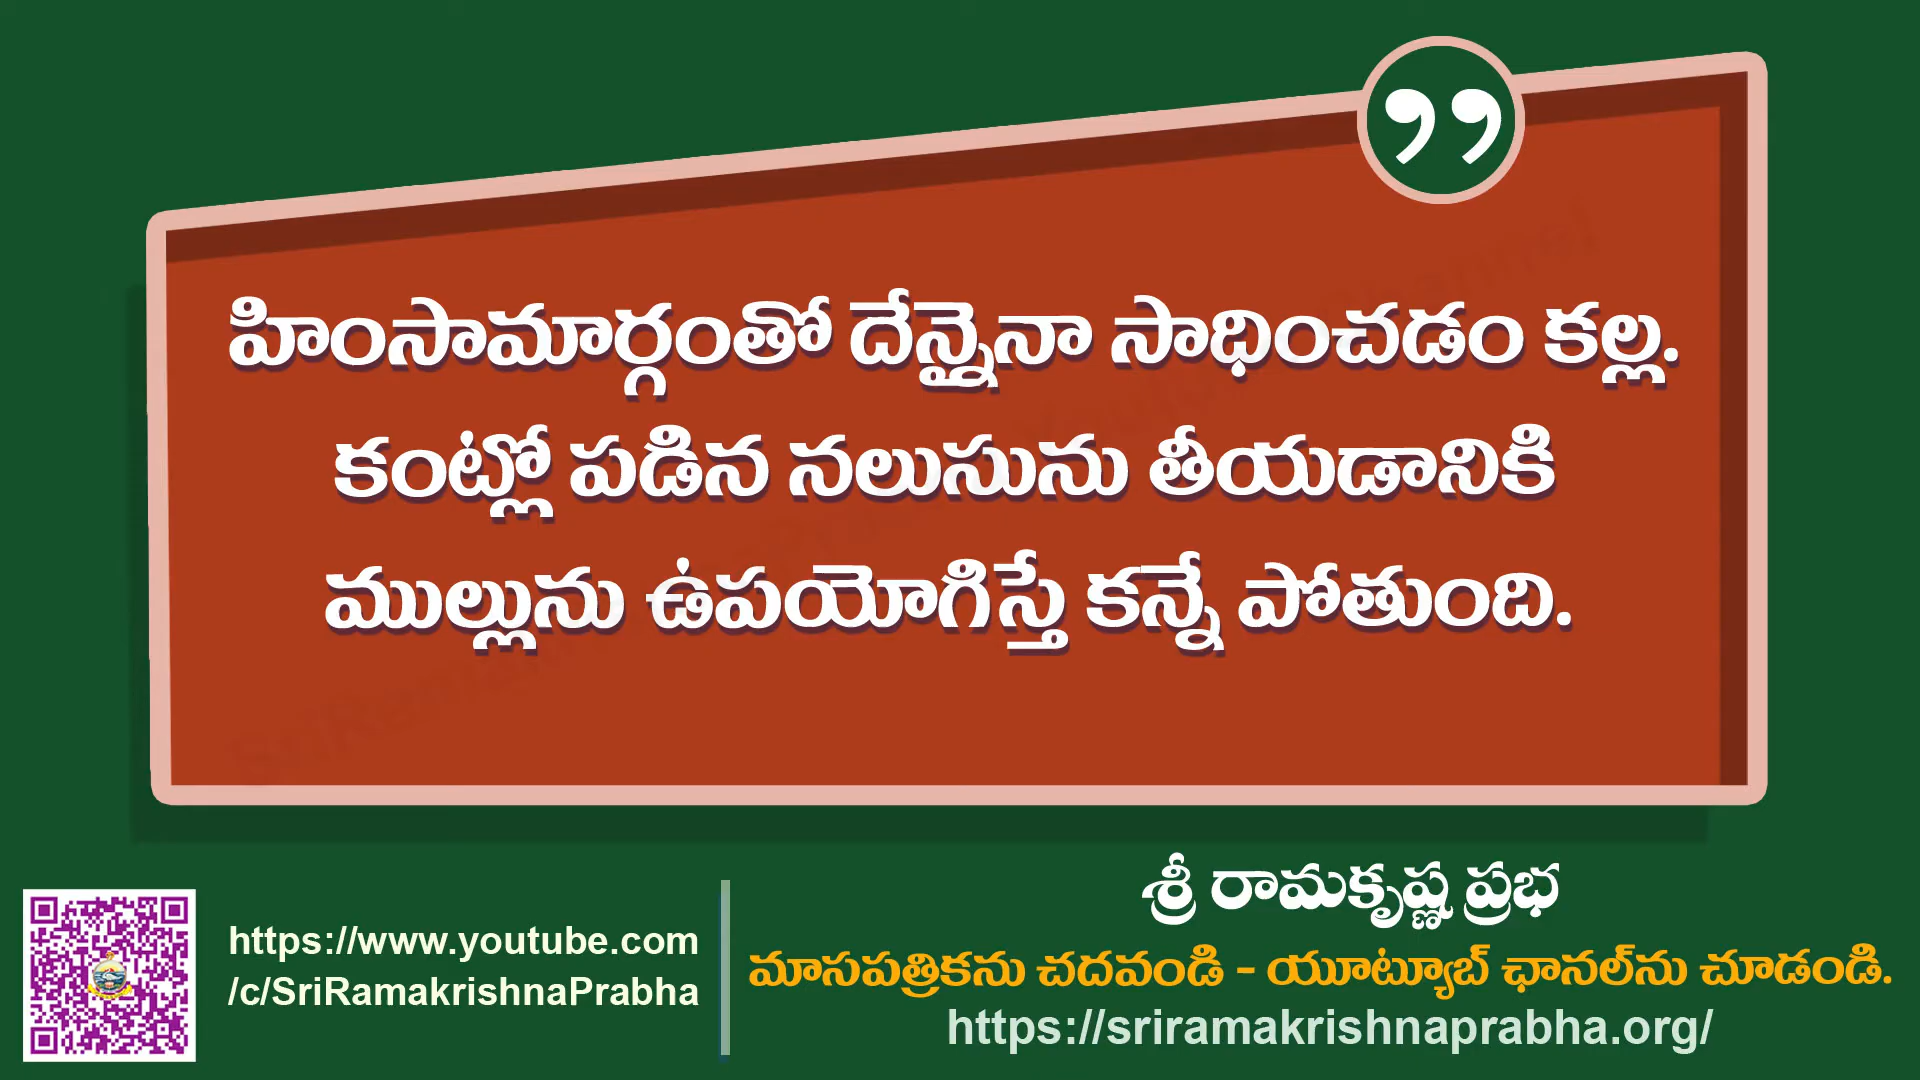 హింసామార్గంతో దేన్నైనా సాధించడం కల్ల.
కంట్లో పడిన నలుసును తీయడానికి
ముల్లును ఉపయోగిస్తే కన్నే పోతుంది.
https://www.youtube.com
/c/SriRamakrishnaPrabha
శ్రీ రామకృష్ణ ప్రభ
మాసపత్రికను చదవండి - యూట్యూబ్ ఛానల్‌ను చూడండి.
https://sriramakrishnaprabha.org/